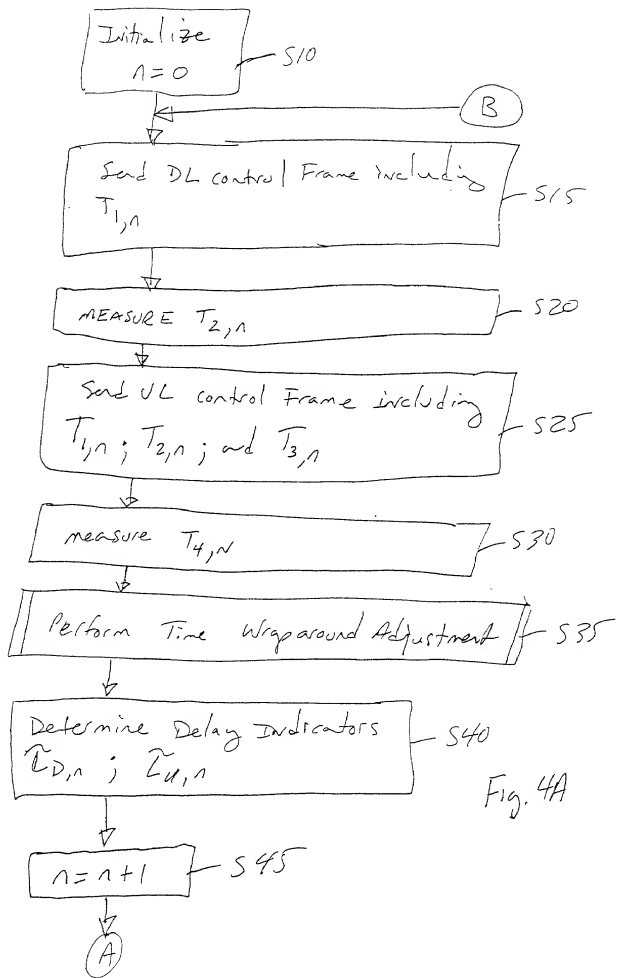 Initialize
n = 0
S10
B
Send DL control Frame including
T1,n
S15
MEASURE T2,n
S20
Send UL control Frame including
T1,n ; T2,n ; and T3,n
S25
measure T4,N
S30
Perform Time Wraparound Adjustment
S35
Determine Delay Indicators
τ̃D,n ; τ̃u,n
S40
Fig. 4A
n = n+1
S45
A